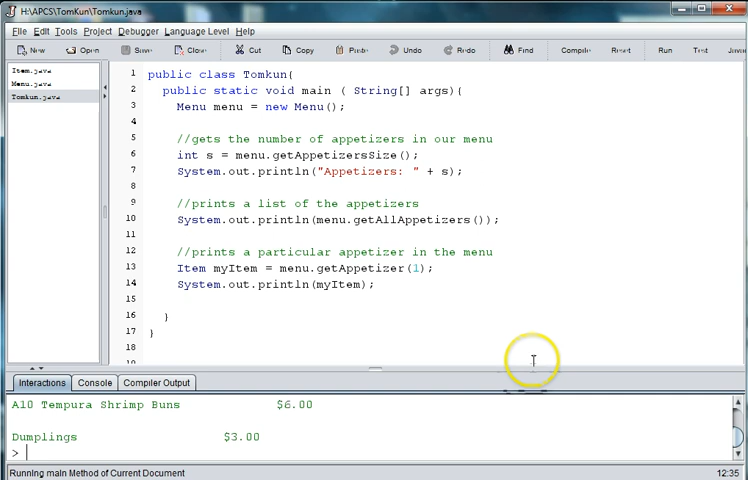 H:\APCS\TomKun\Tomkun.java
File Edit Tools Project Debugger Language Level Help
New Open Save Close Cut Copy Paste Undo Redo Find Compile Reset Run Test
Item.java
Menu.java
Tomkun.java
1 public class Tomkun{
2 public static void main ( String[] args){
3 Menu menu = new Menu();
4
5 //gets the number of appetizers in our menu
6 int s = menu.getAppetizersSize();
7 System.out.println("Appetizers: " + s);
8
9 //prints a list of the appetizers
10 System.out.println(menu.getAllAppetizers());
11
12 //prints a particular appetizer in the menu
13 Item myItem = menu.getAppetizer(1);
14 System.out.println(myItem);
15
16 }
17 }
18
19
Interactions Console Compiler Output
A10 Tempura Shrimp Buns $6.00
Dumplings $3.00
>
Running main Method of Current Document 12:35